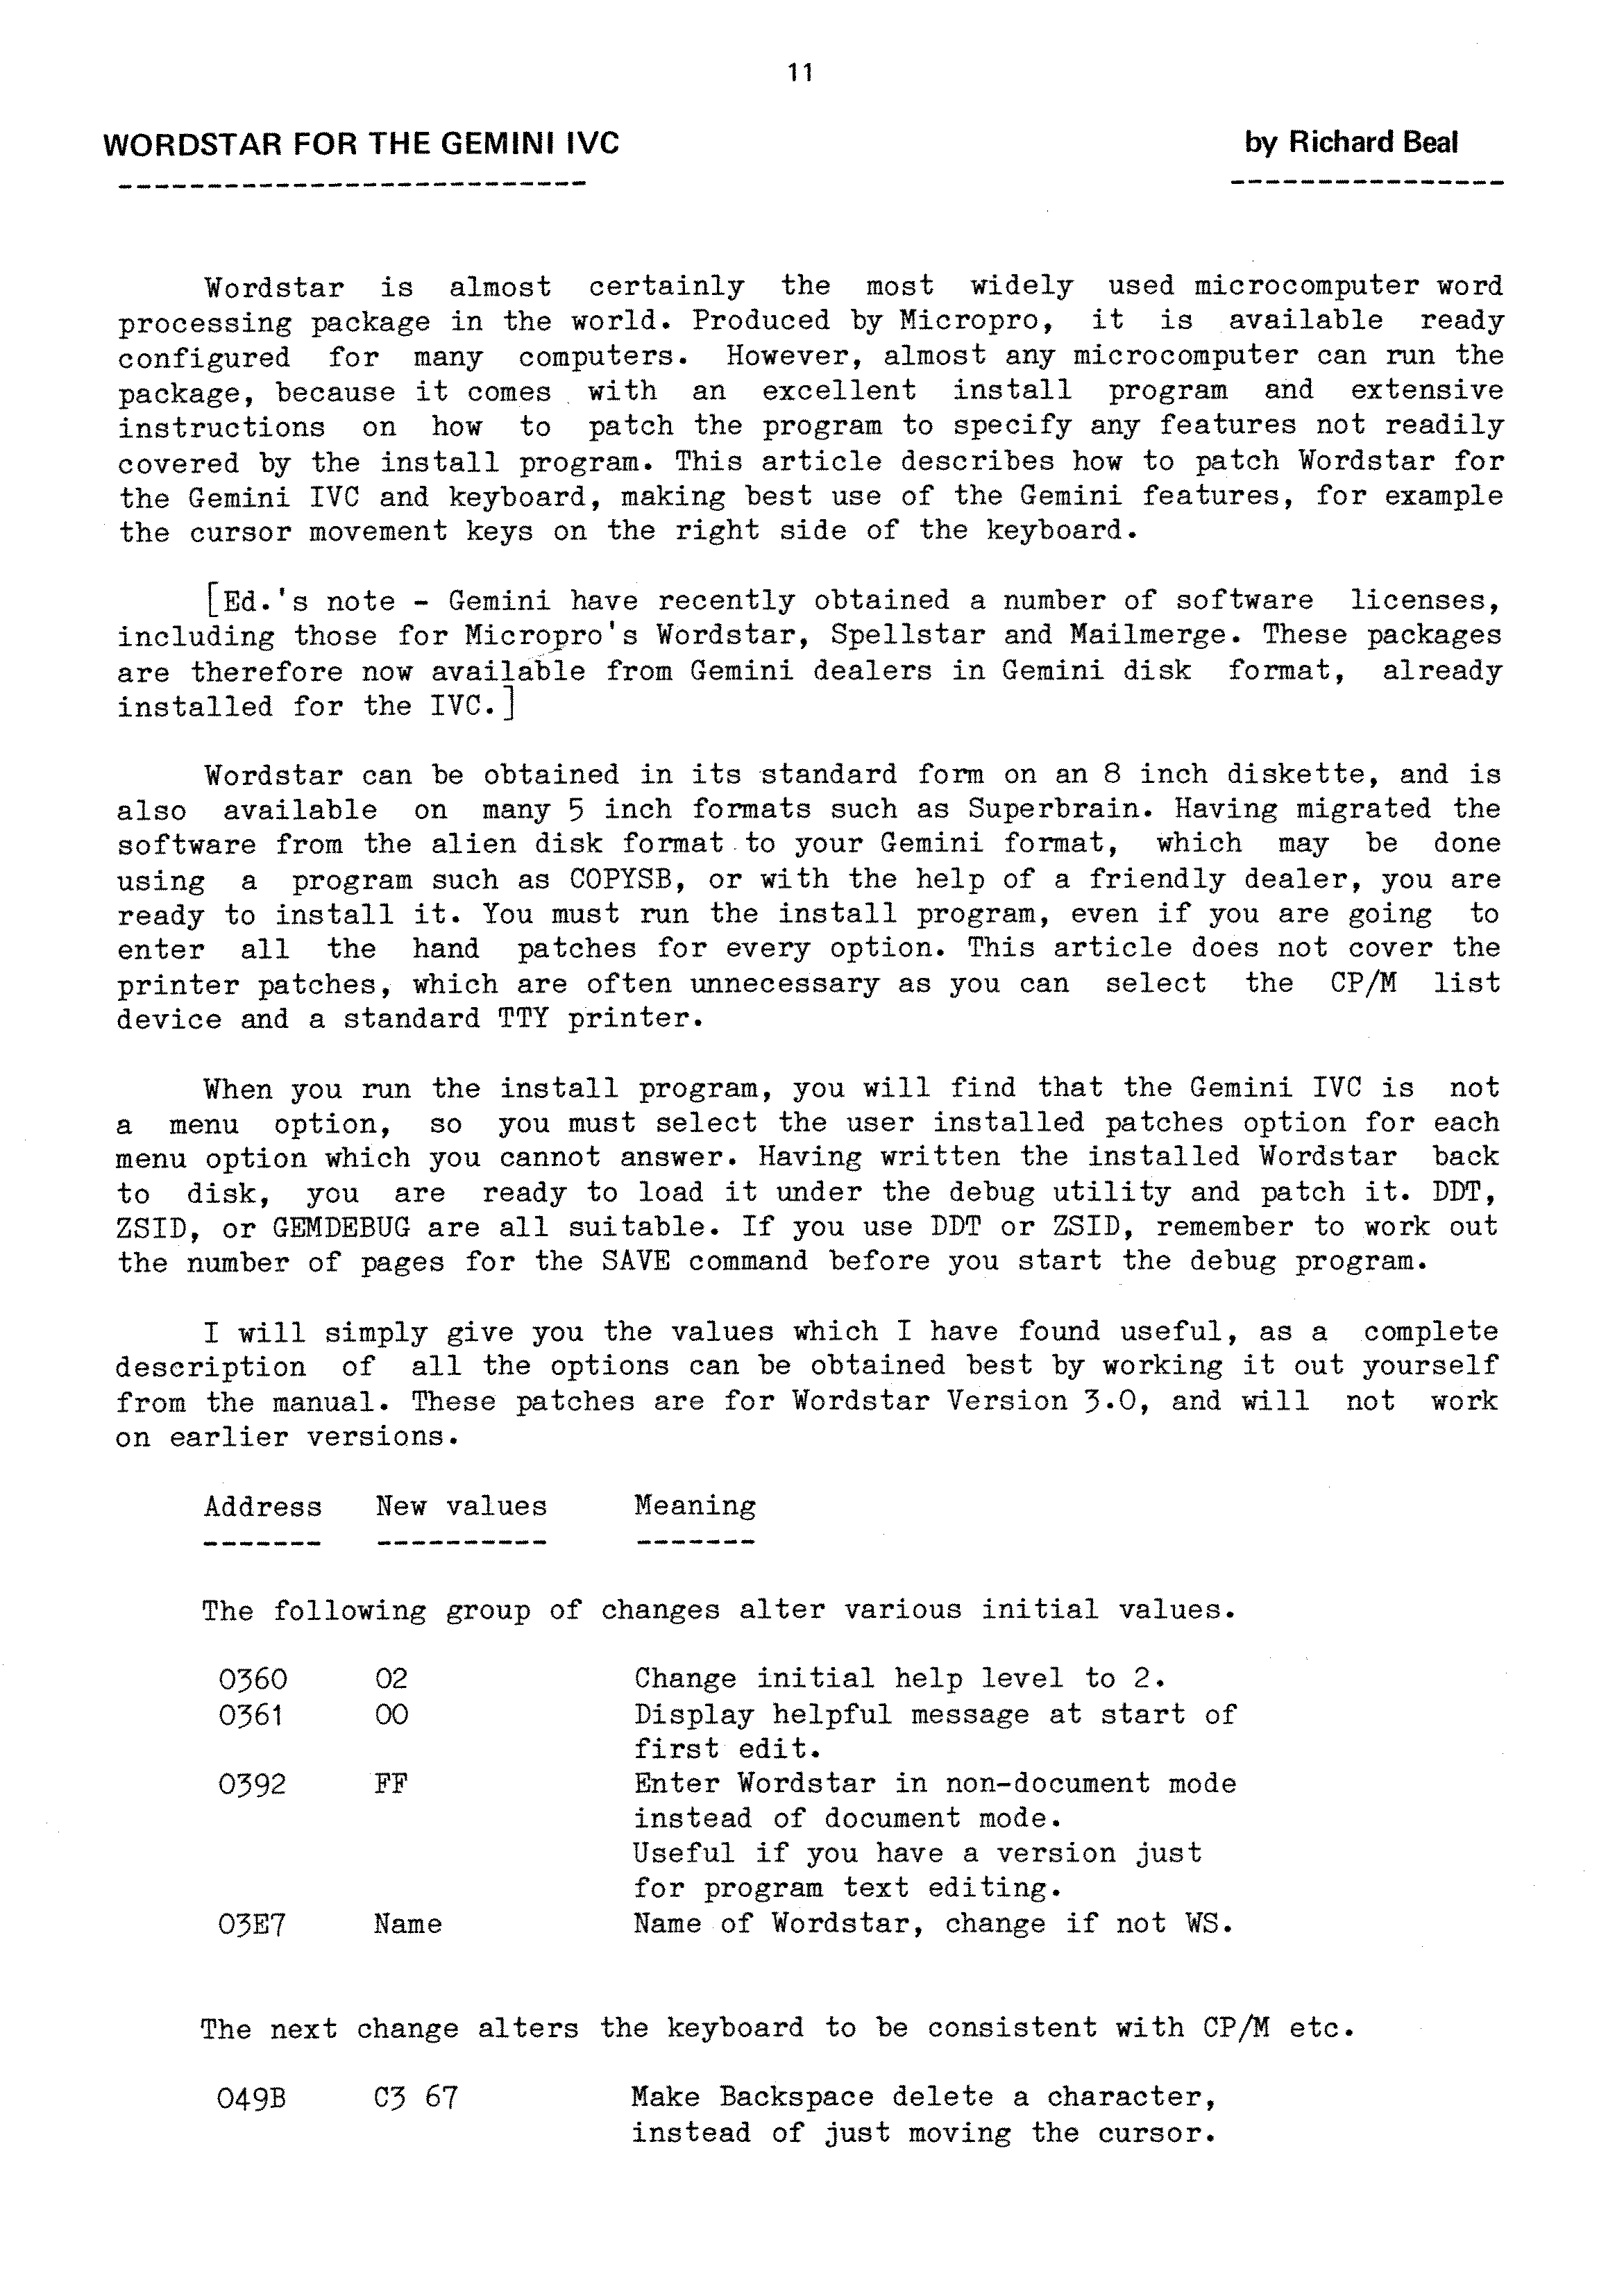 11
WORDSTAR FOR THE GEMINI IVC by Richard Beal
--------------------------- ----------------
Wordstar is almost certainly the most widely used microcomputer word
processing package in the world. Produced by Micropro, it is available ready
configured for many computers. However, almost any microcomputer can run the
package, because it comes with an excellent install program and extensive
instructions on how to patch the program to specify any features not readily
covered by the install program. This article describes how to patch Wordstar for
the Gemini IVC and keyboard, making best use of the Gemini features, for example
the cursor movement keys on the right side of the keyboard.
[Ed.'s note - Gemini have recently obtained a number of software licenses,
including those for Micropro's Wordstar, Spellstar and Mailmerge. These packages
are therefore now available from Gemini dealers in Gemini disk format, already
installed for the IVC.]
Wordstar can be obtained in its standard form on an 8 inch diskette, and is
also available on many 5 inch formats such as Superbrain. Having migrated the
software from the alien disk format to your Gemini format, which may be done
using a program such as COPYSB, or with the help of a friendly dealer, you are
ready to install it. You must run the install program, even if you are going to
enter all the hand patches for every option. This article does not cover the
printer patches, which are often unnecessary as you can select the CP/M list
device and a standard TTY printer.
When you run the install program, you will find that the Gemini IVC is not
a menu option, so you must select the user installed patches option for each
menu option which you cannot answer. Having written the installed Wordstar back
to disk, you are ready to load it under the debug utility and patch it. DDT,
ZSID, or GEMDEBUG are all suitable. If you use DDT or ZSID, remember to work out
the number of pages for the SAVE command before you start the debug program.
I will simply give you the values which I have found useful, as a complete
description of all the options can be obtained best by working it out yourself
from the manual. These patches are for Wordstar Version 3.0, and will not work
on earlier versions.
Address New values Meaning
------- ---------- -------
The following group of changes alter various initial values.
0360 02 Change initial help level to 2.
0361 00 Display helpful message at start of
first edit.
0392 FF Enter Wordstar in non-document mode
instead of document mode.
Useful if you have a version just
for program text editing.
03E7 Name Name of Wordstar, change if not WS.
The next change alters the keyboard to be consistent with CP/M etc.
049B C3 67 Make Backspace delete a character,
instead of just moving the cursor.